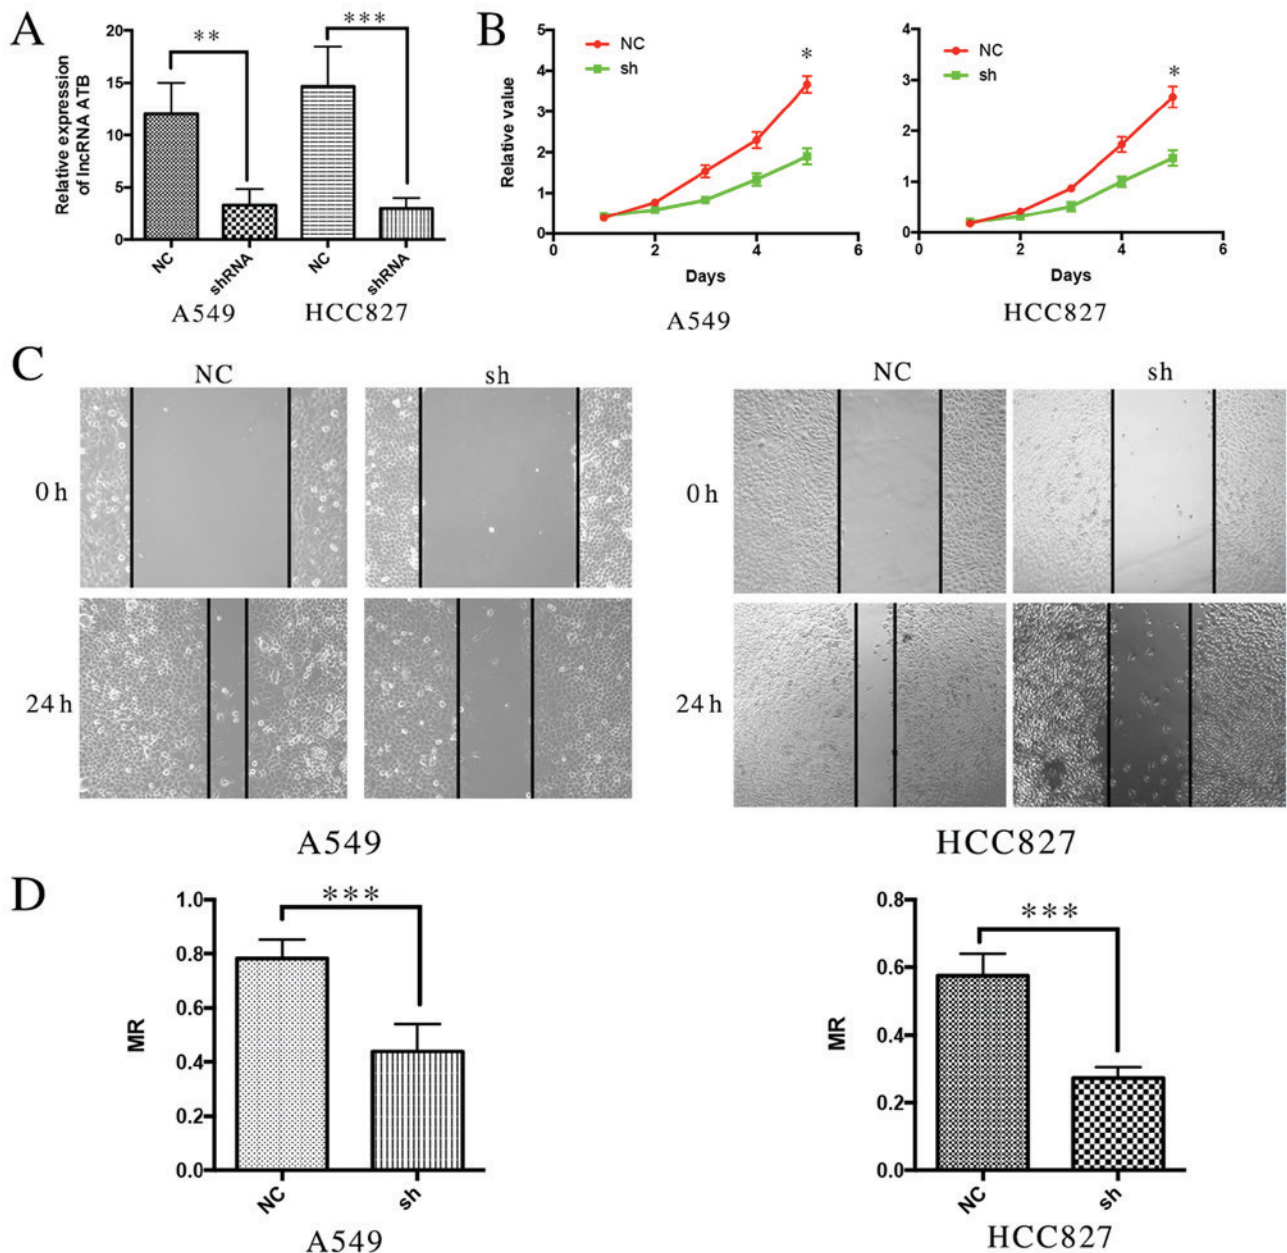 A
Relative expression
of lncRNA ATB
20
15
10
5
0
**
***
NC
shRNA
NC
shRNA
A549
HCC827
B
Relative value
5
4
3
2
1
0
NC
sh
*
0
2
4
6
Days
A549
4
3
2
1
0
NC
sh
*
0
2
4
6
Days
HCC827
C
NC
sh
NC
sh
0 h
0 h
24 h
24 h
A549
HCC827
D
MR
1.0
0.8
0.6
0.4
0.2
0.0
***
NC
sh
A549
MR
0.8
0.6
0.4
0.2
0.0
***
NC
sh
HCC827